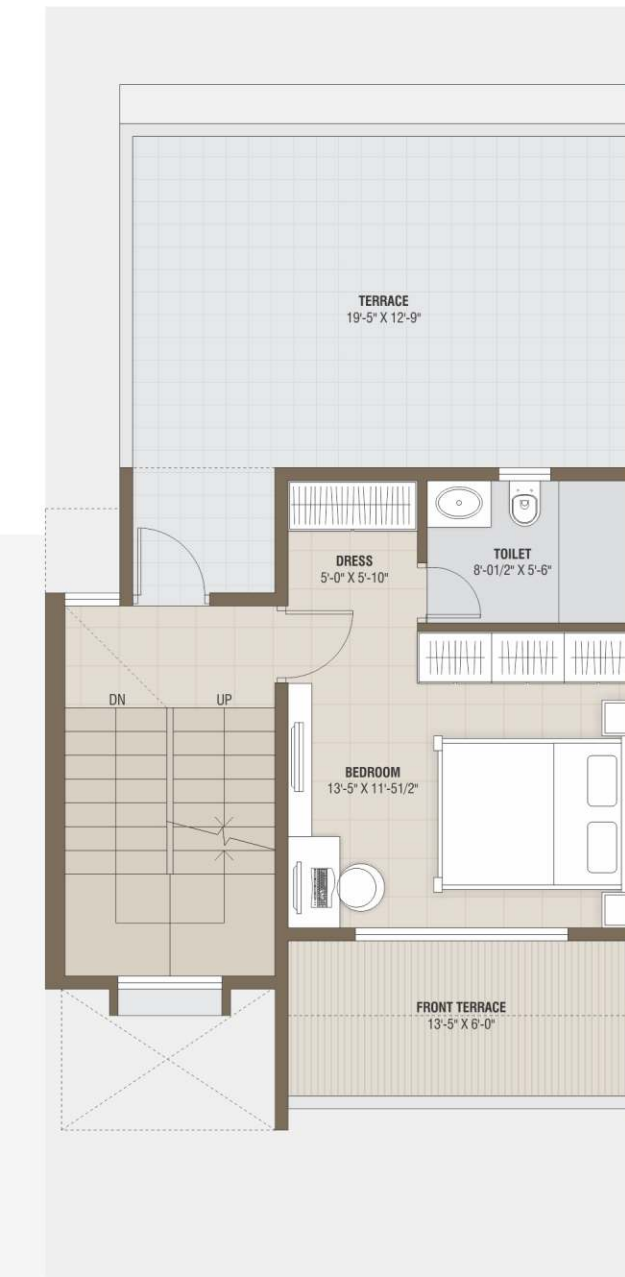 TERRACE
19'-5" X 12'-9"
DRESS
5'-0" X 5'-10"
TOILET
8'-01/2" X 5'-6"
DN
UP
BEDROOM
13'-5" X 11'-51/2"
FRONT TERRACE
13'-5" X 6'-0"